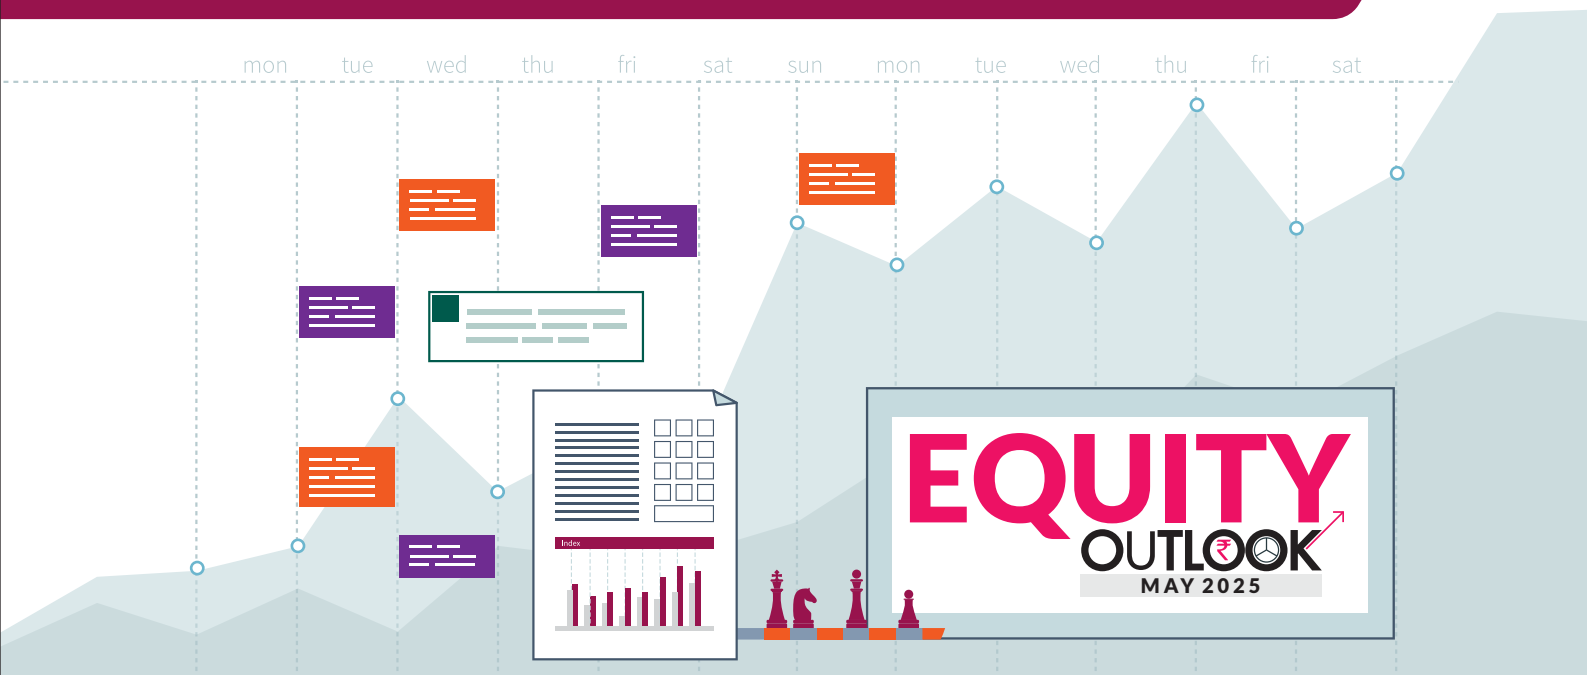 mon tue wed thu fri sat sun mon tue wed thu fri sat
Index
EQUITY
OUTLOOK
MAY 2025